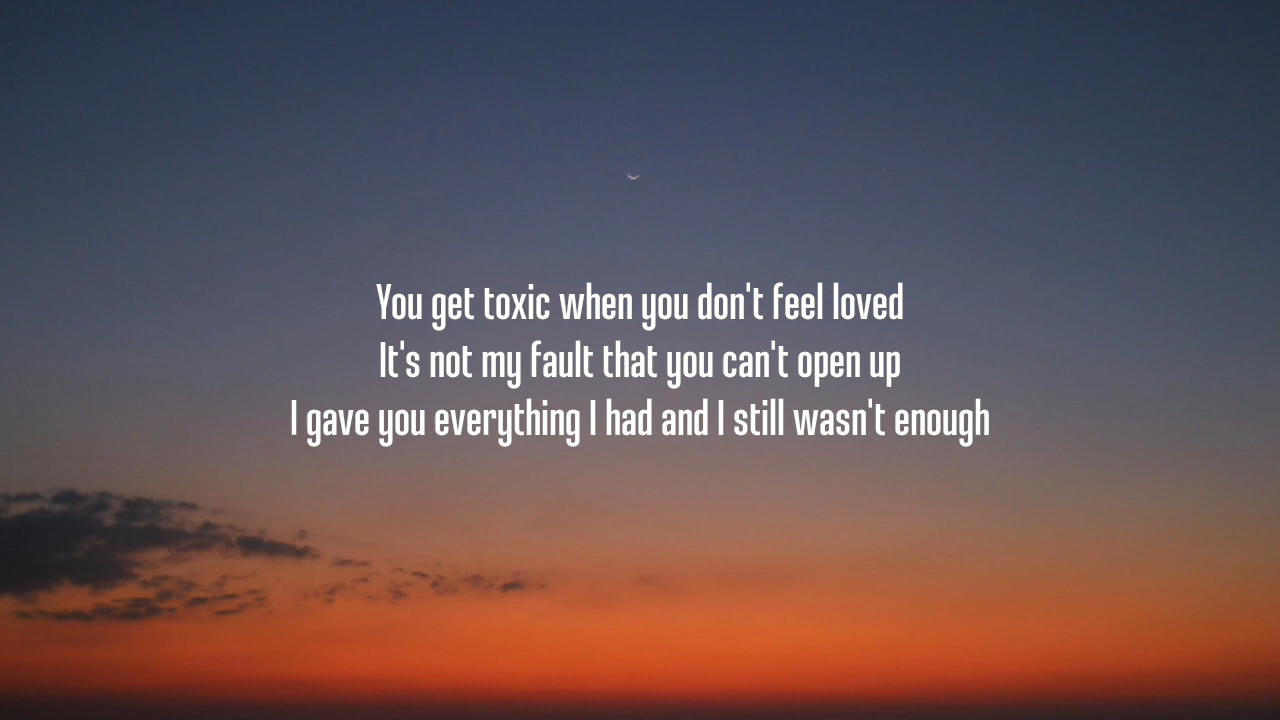 You get toxic when you don't feel loved
It's not my fault that you can't open up
I gave you everything I had and I still wasn't enough